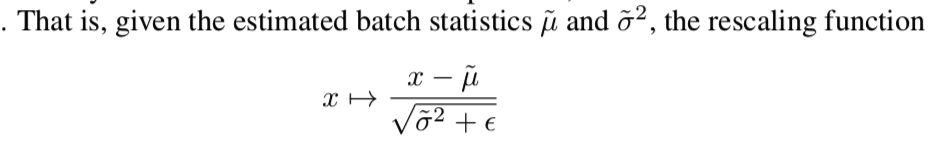 . That is, given the estimated batch statistics μ̃ and σ̃², the rescaling function
x ↦ (x − μ̃) / √(σ̃² + ϵ)